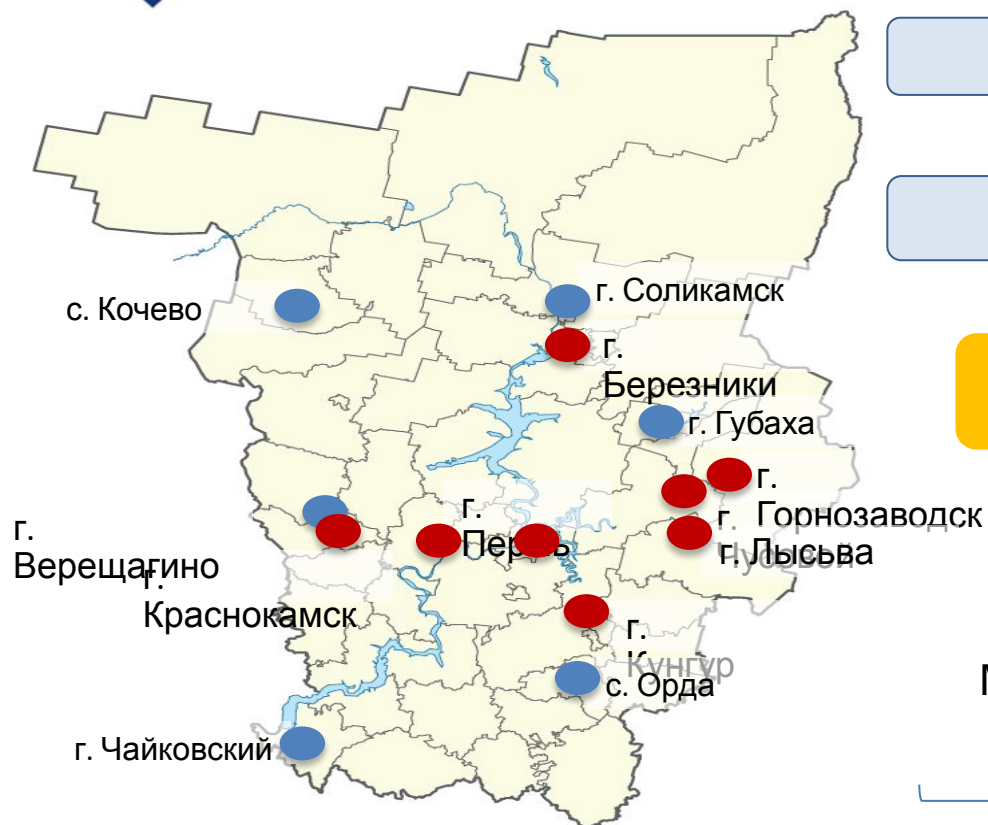 с. Кочево
г. Соликамск
г.
Березники
г. Губаха
г.
Горнозаводск
г.
г. Лысьва
г.
Пермь
г.
Верещагино
г.
Краснокамск
г.
Кунгур
с. Орда
г. Чайковский